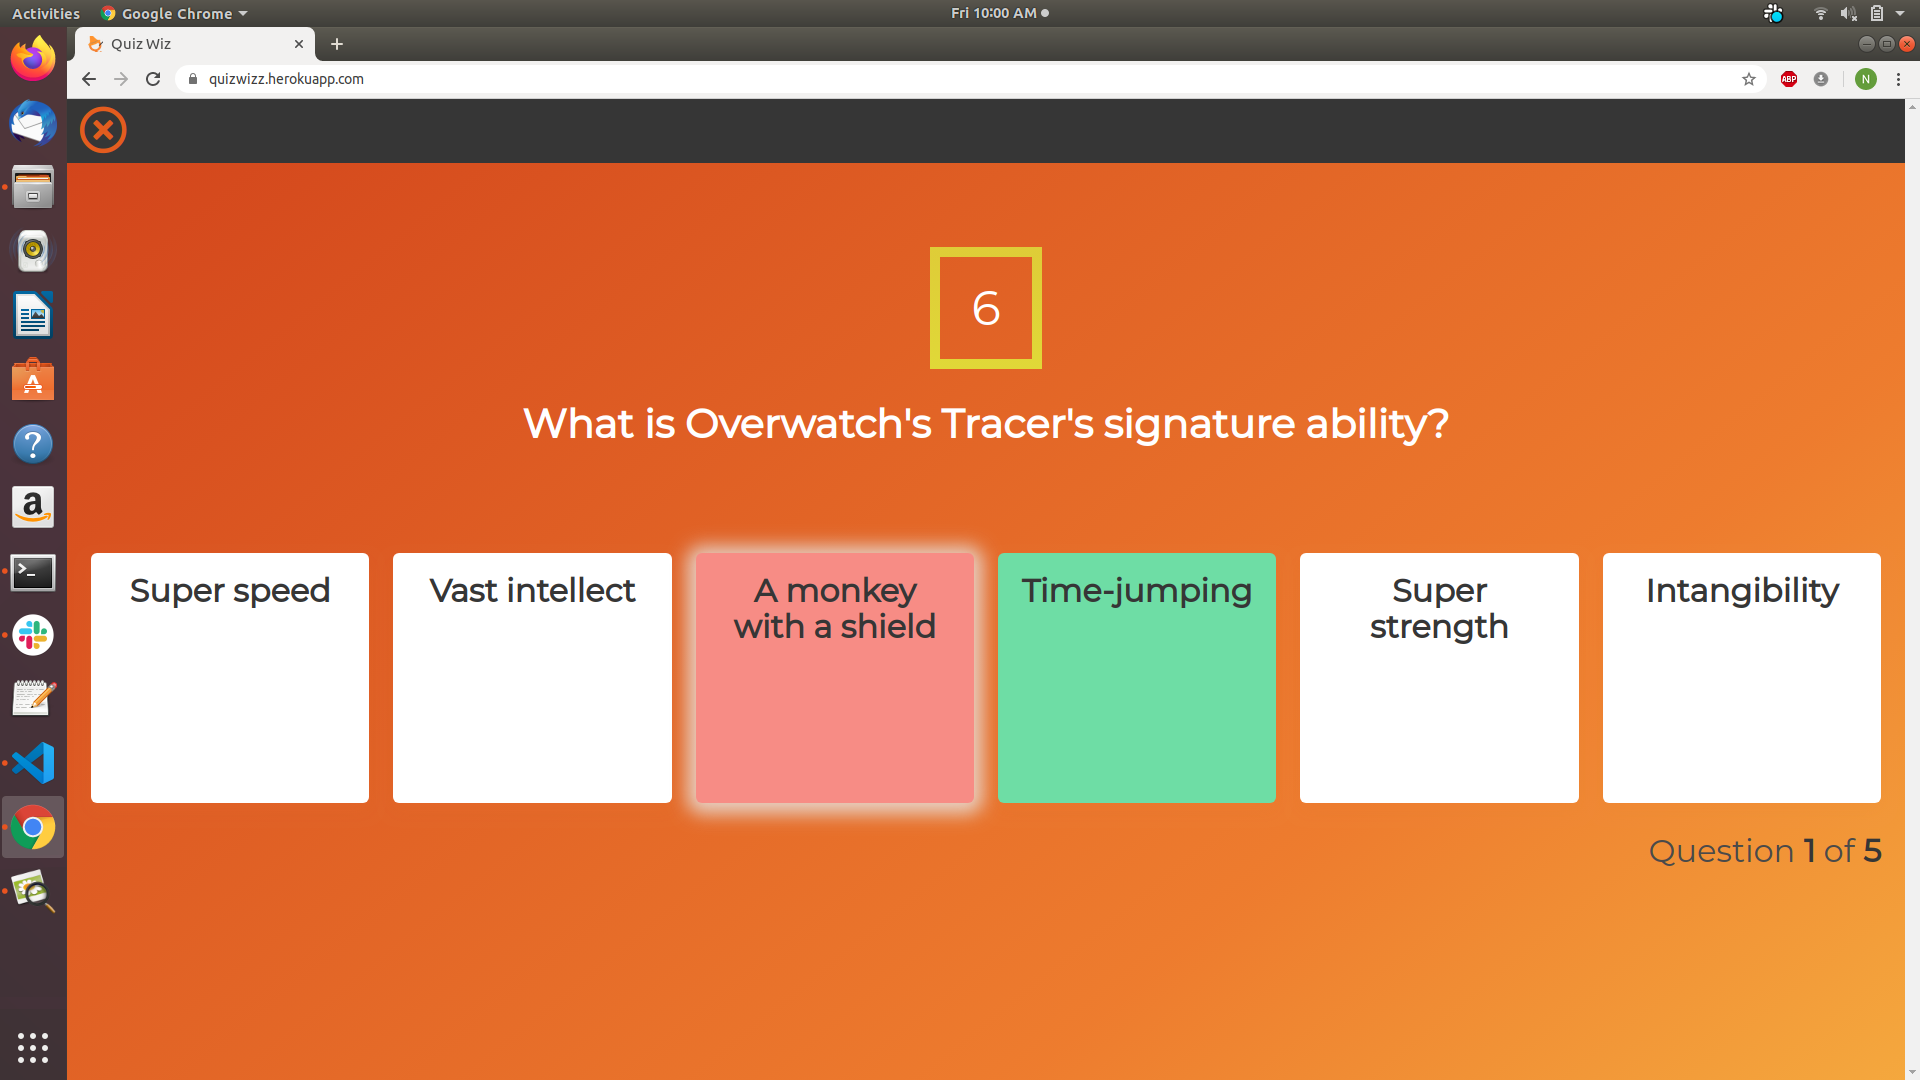 Activities
Google Chrome
Fri 10:00 AM
Quiz Wiz
quizwizz.herokuapp.com
ABP
N
6
What is Overwatch's Tracer's signature ability?
Super speed
Vast intellect
A monkey
with a shield
Time-jumping
Super
strength
Intangibility
Question 1 of 5